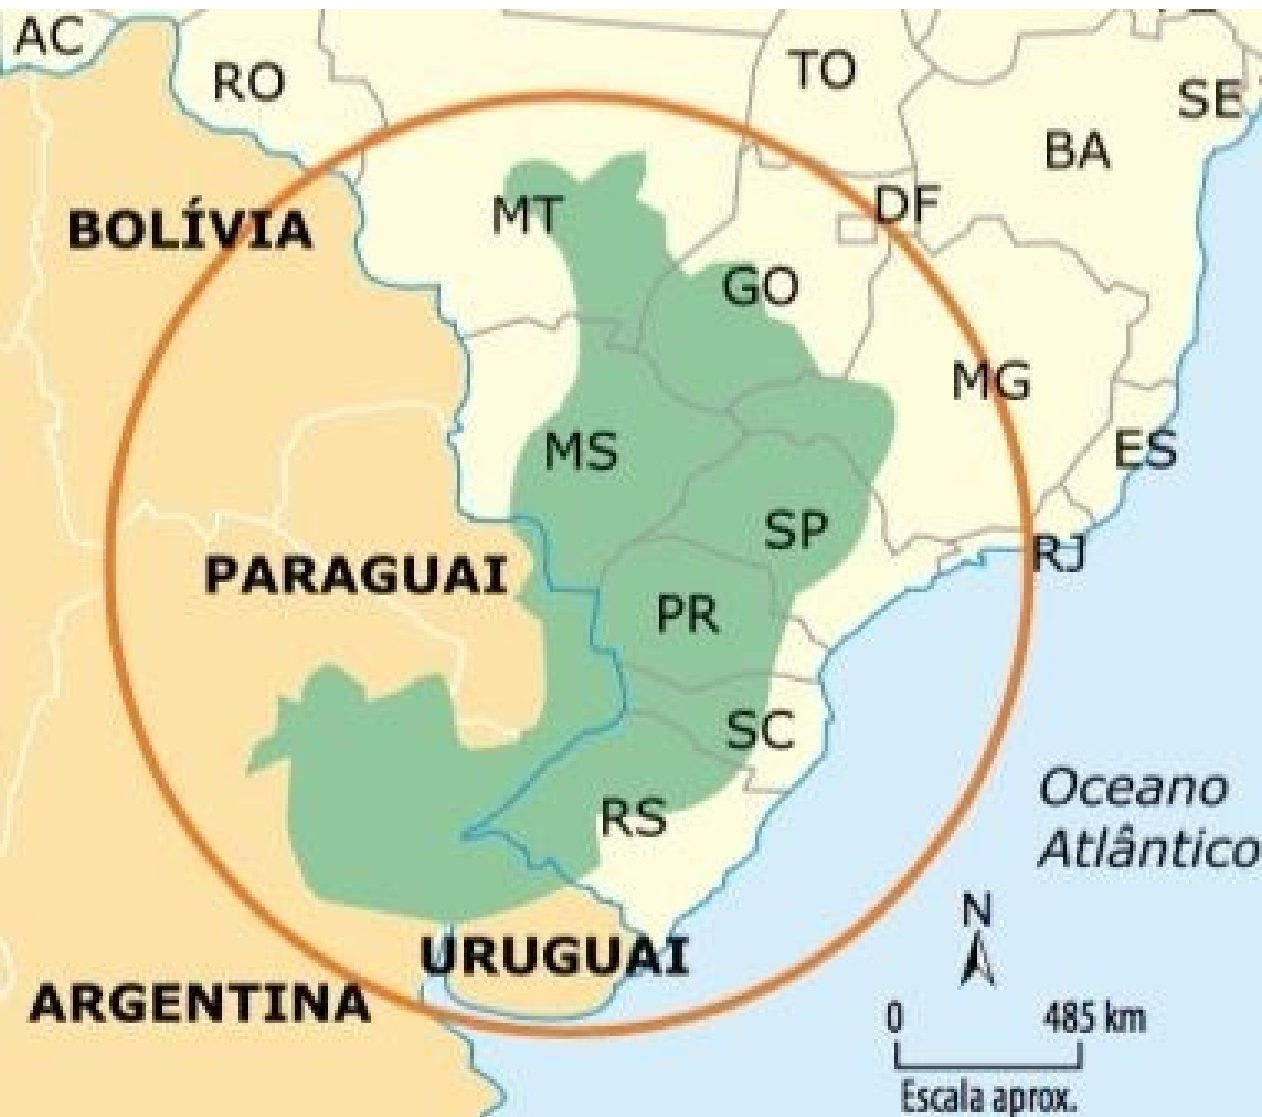 AC
RO
TO
SE
BA
MT
DF
BOLÍVIA
GO
MG
MS
ES
SP
RJ
PARAGUAI
PR
SC
Oceano
Atlântico
RS
N
URUGUAI
ARGENTINA
0 485 km
Escala aprox.